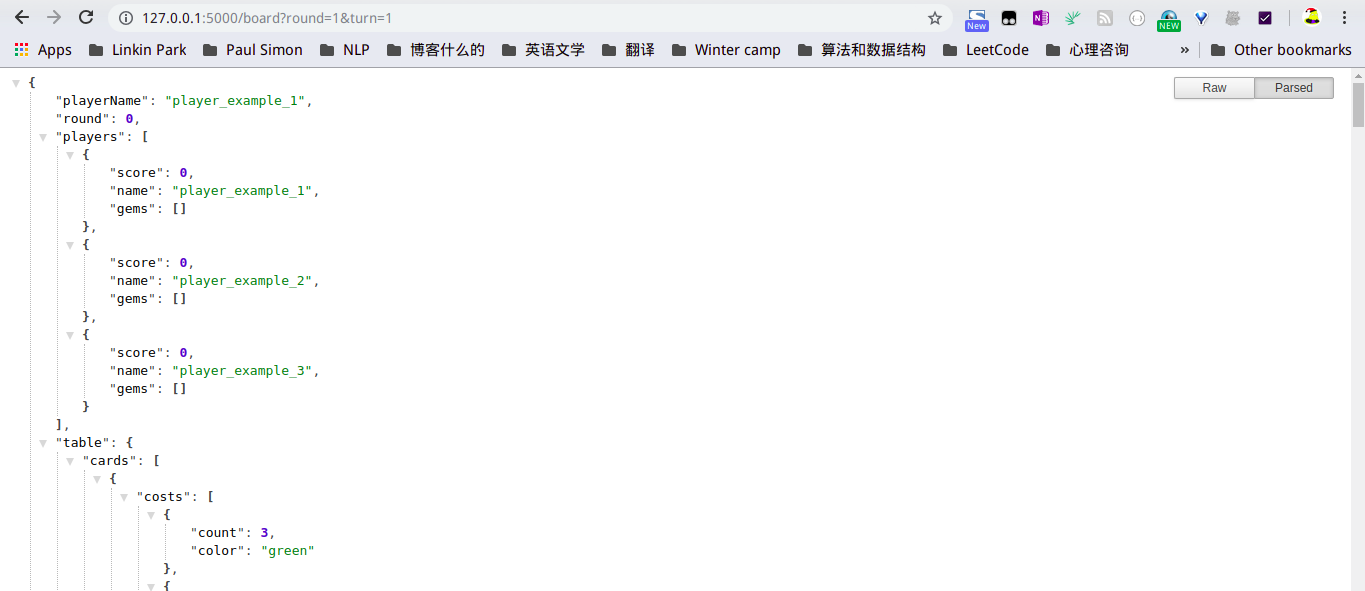 127.0.0.1:5000/board?round=1&turn=1
New
NEW
Apps Linkin Park Paul Simon NLP 博客什么的 英语文学 翻译 Winter camp 算法和数据结构 LeetCode 心理咨询 » Other bookmarks
Raw Parsed
{
"playerName": "player_example_1",
"round": 0,
"players": [
{
"score": 0,
"name": "player_example_1",
"gems": []
},
{
"score": 0,
"name": "player_example_2",
"gems": []
},
{
"score": 0,
"name": "player_example_3",
"gems": []
}
],
"table": {
"cards": [
{
"costs": [
{
"count": 3,
"color": "green"
},
{